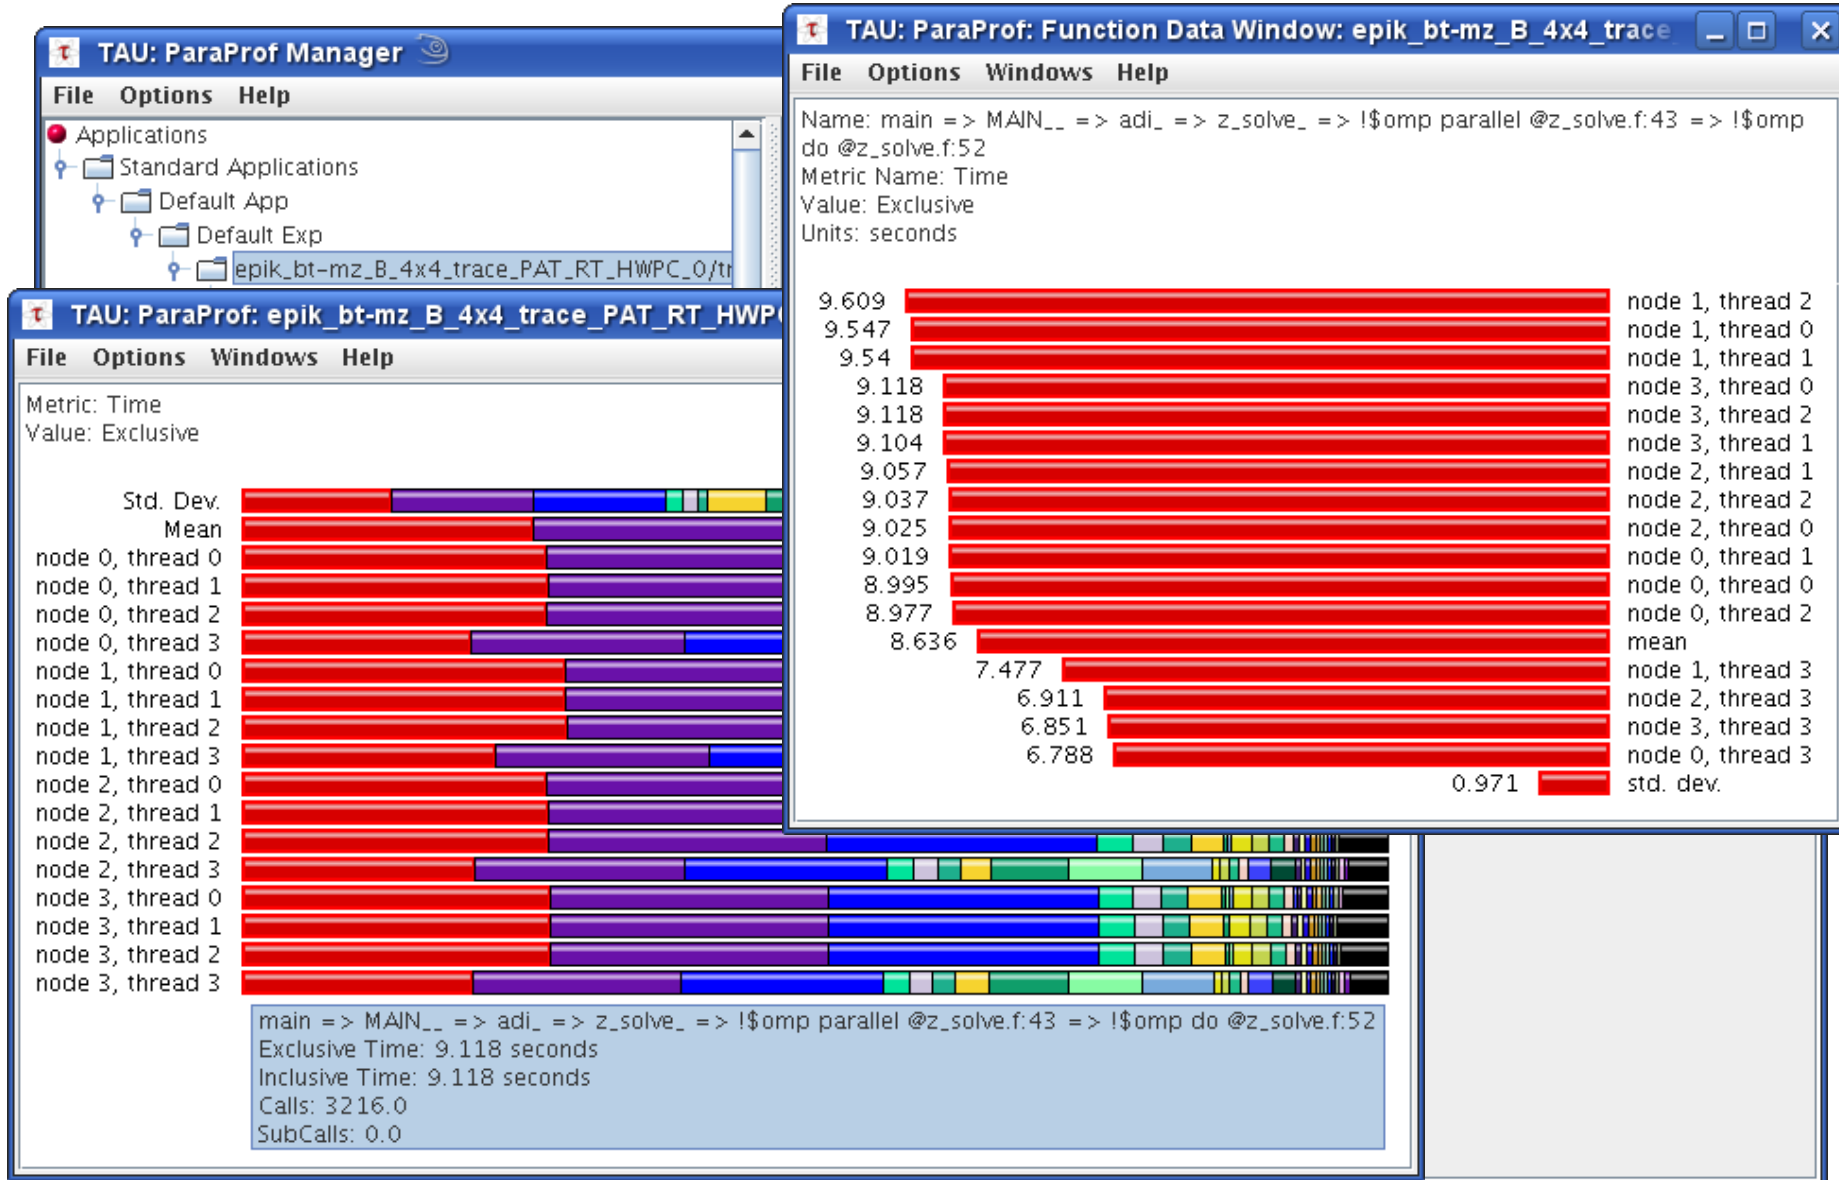 TAU: ParaProf Manager
File Options Help
Applications
Standard Applications
Default App
Default Exp
epik_bt-mz_B_4x4_trace_PAT_RT_HWPC_0/tr
TAU: ParaProf: Function Data Window: epik_bt-mz_B_4x4_trace
File Options Windows Help
Name: main => MAIN__ => adi_ => z_solve_ => !$omp parallel @z_solve.f:43 => !$omp
do @z_solve.f:52
Metric Name: Time
Value: Exclusive
Units: seconds
9.609 node 1, thread 2
9.547 node 1, thread 0
9.54 node 1, thread 1
9.118 node 3, thread 0
9.118 node 3, thread 2
9.104 node 3, thread 1
9.057 node 2, thread 1
9.037 node 2, thread 2
9.025 node 2, thread 0
9.019 node 0, thread 1
8.995 node 0, thread 0
8.977 node 0, thread 2
8.636 mean
7.477 node 1, thread 3
6.911 node 2, thread 3
6.851 node 3, thread 3
6.788 node 0, thread 3
0.971 std. dev.
TAU: ParaProf: epik_bt-mz_B_4x4_trace_PAT_RT_HWPC
File Options Windows Help
Metric: Time
Value: Exclusive
Std. Dev.
Mean
node 0, thread 0
node 0, thread 1
node 0, thread 2
node 0, thread 3
node 1, thread 0
node 1, thread 1
node 1, thread 2
node 1, thread 3
node 2, thread 0
node 2, thread 1
node 2, thread 2
node 2, thread 3
node 3, thread 0
node 3, thread 1
node 3, thread 2
node 3, thread 3
main => MAIN__ => adi_ => z_solve_ => !$omp parallel @z_solve.f:43 => !$omp do @z_solve.f:52
Exclusive Time: 9.118 seconds
Inclusive Time: 9.118 seconds
Calls: 3216.0
SubCalls: 0.0